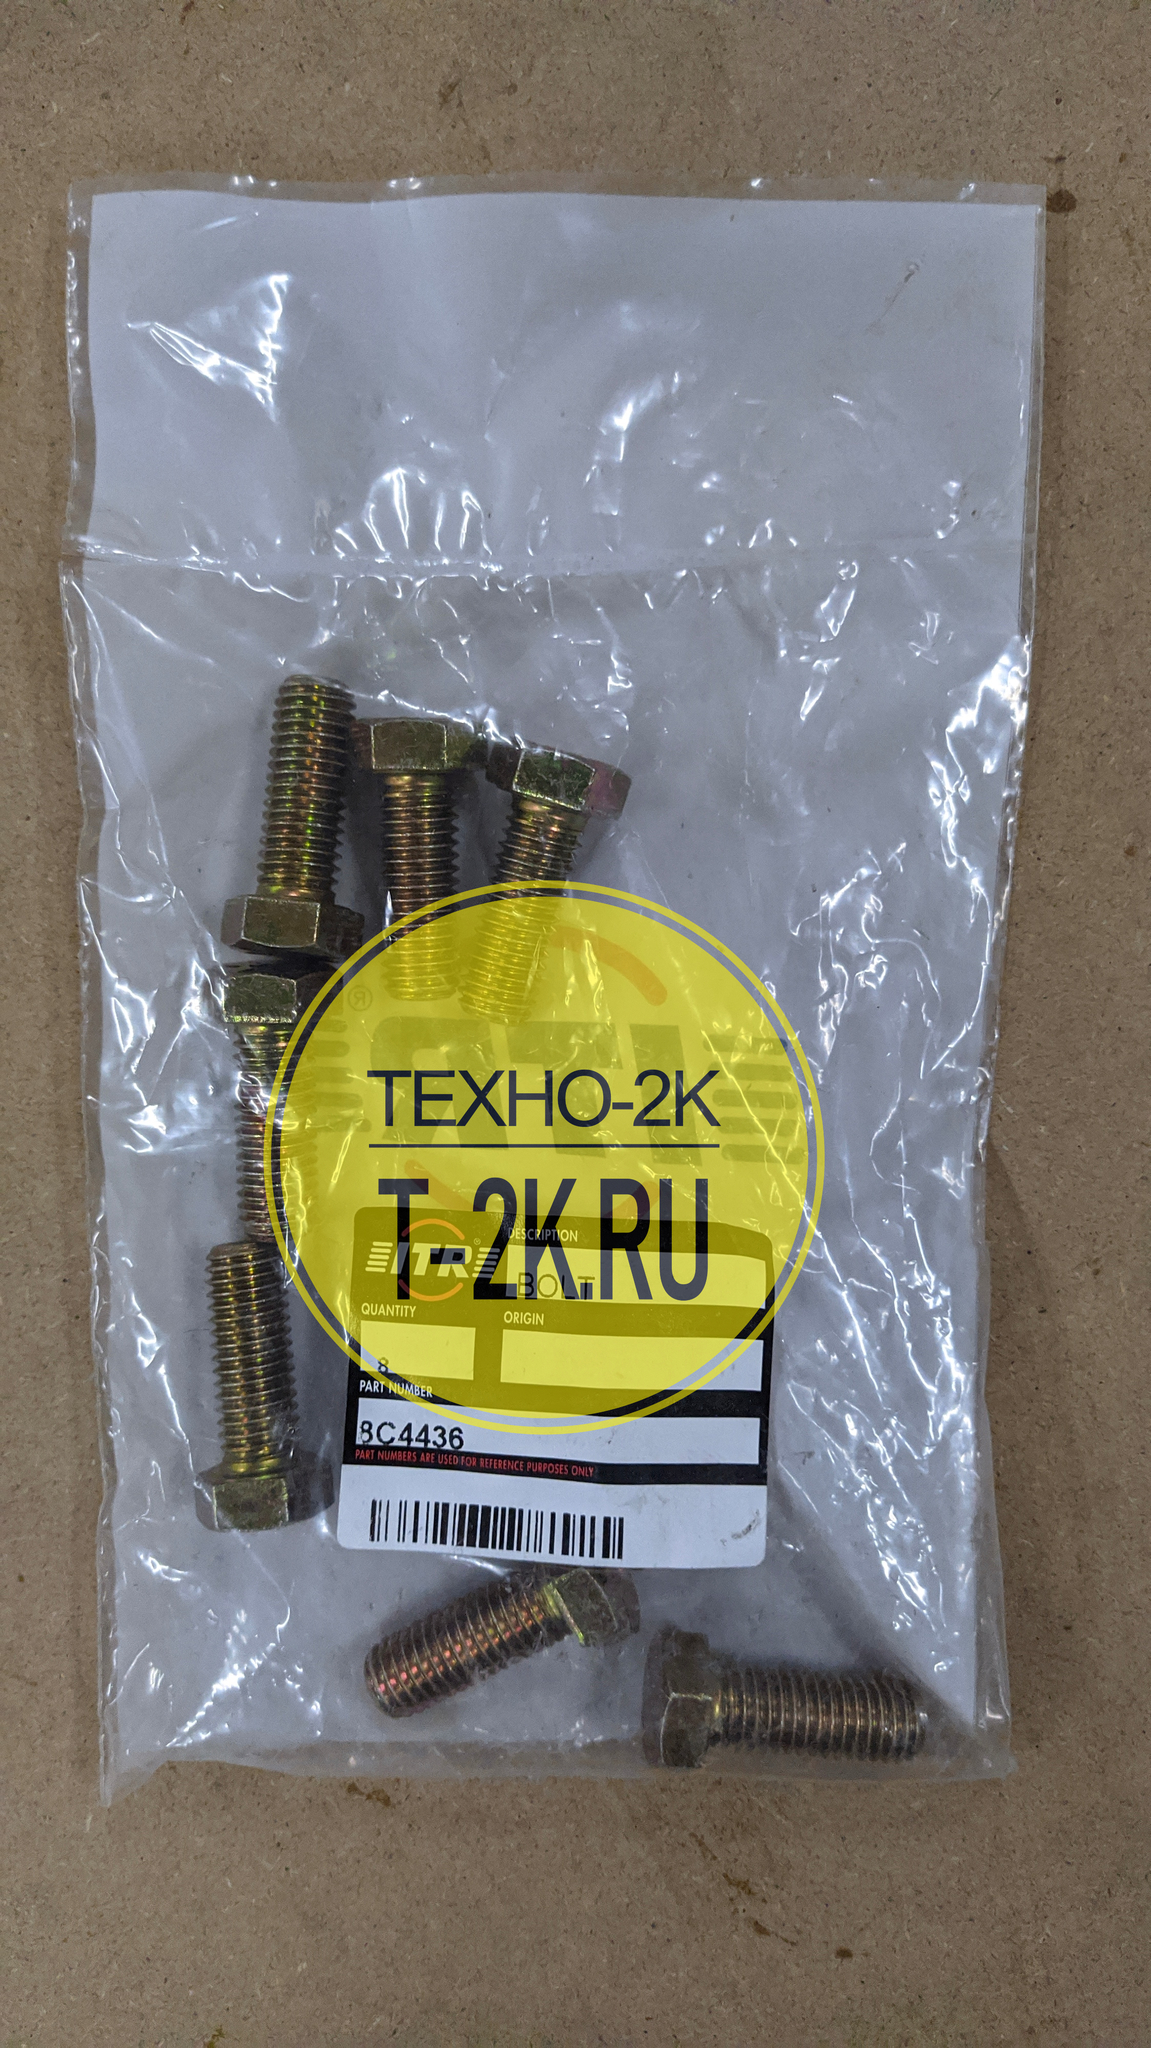 ®
ТЕХНО-2К
T-2K.RU
ITR®
DESCRIPTION
BOLT
QUANTITY
ORIGIN
8
PART NUMBER
8C4436
PART NUMBERS ARE USED FOR REFERENCE PURPOSES ONLY